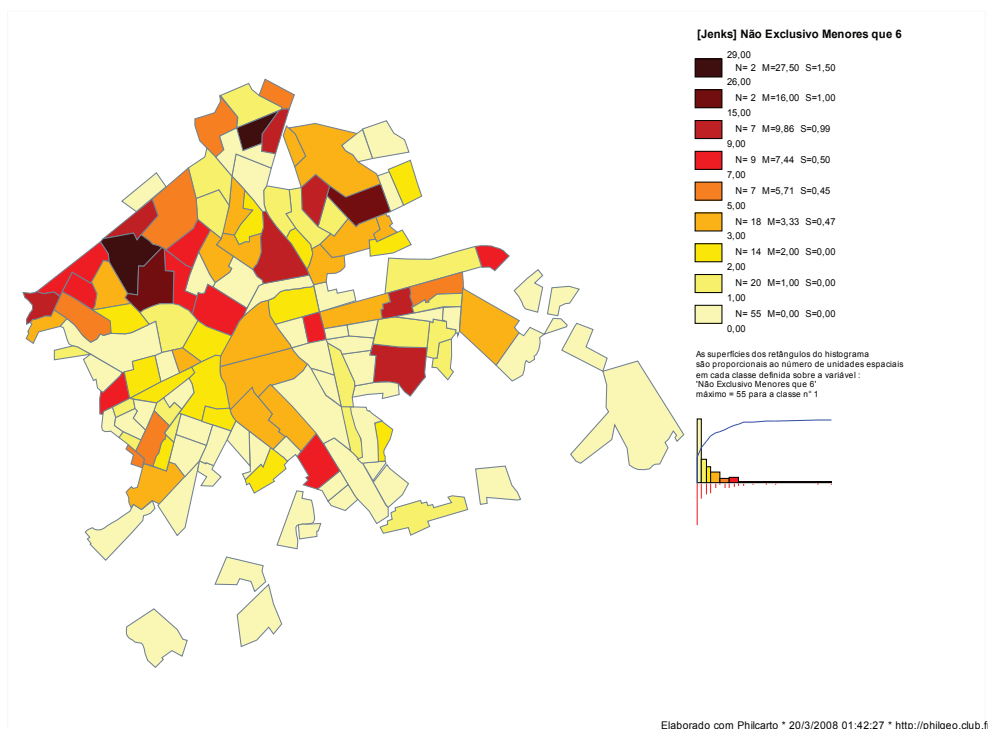 [Jenks] Não Exclusivo Menores que 6
29,00
N= 2 M=27,50 S=1,50
26,00
N= 2 M=16,00 S=1,00
15,00
N= 7 M=9,86 S=0,99
9,00
N= 9 M=7,44 S=0,50
7,00
N= 7 M=5,71 S=0,45
5,00
N= 18 M=3,33 S=0,47
3,00
N= 14 M=2,00 S=0,00
2,00
N= 20 M=1,00 S=0,00
1,00
N= 55 M=0,00 S=0,00
0,00
As superfícies dos retângulos do histograma
são proporcionais ao número de unidades espaciais
em cada classe definida sobre a variável :
'Não Exclusivo Menores que 6'
máximo = 55 para a classe n° 1
Elaborado com Philcarto * 20/3/2008 01:42:27 * http://philgeo.club.f